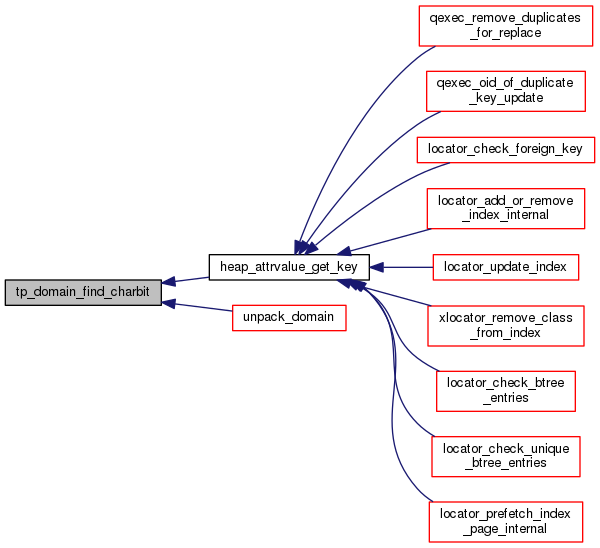 qexec_remove_duplicates
_for_replace
qexec_oid_of_duplicate
_key_update
locator_check_foreign_key
locator_add_or_remove
_index_internal
heap_attrvalue_get_key
locator_update_index
tp_domain_find_charbit
unpack_domain
xlocator_remove_class
_from_index
locator_check_btree
_entries
locator_check_unique
_btree_entries
locator_prefetch_index
_page_internal